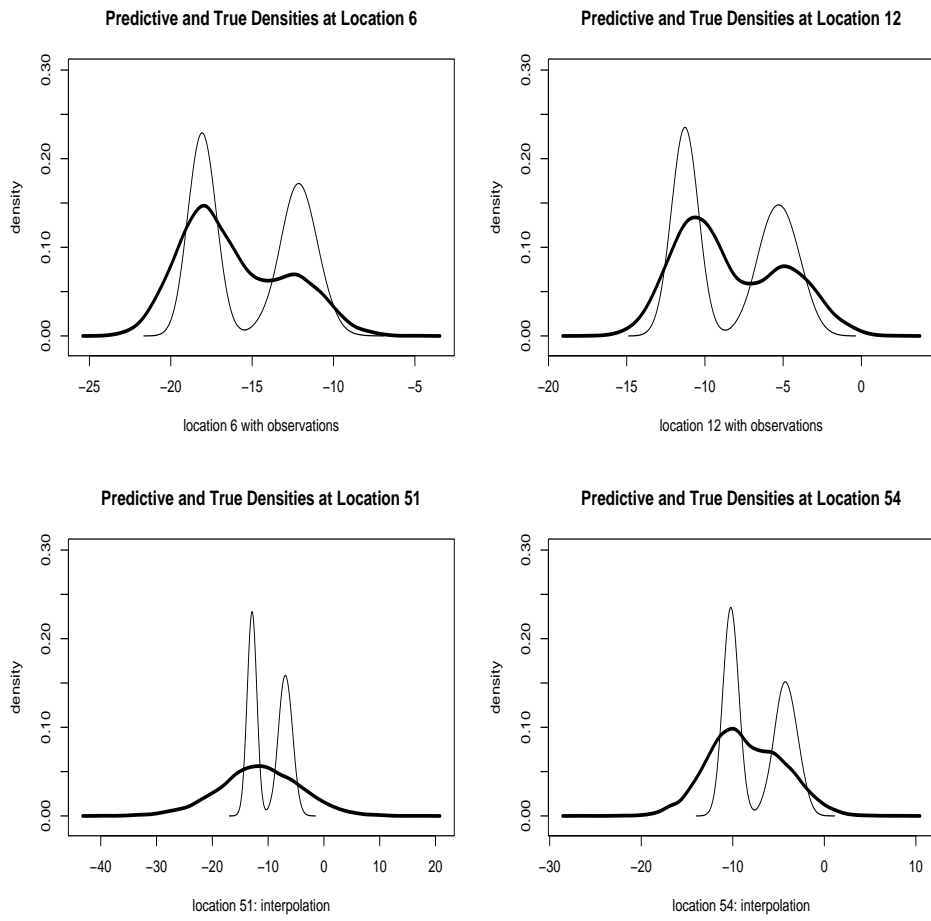 Predictive and True Densities at Location 6
density
0.00 0.10 0.20 0.30
−25 −20 −15 −10 −5
location 6 with observations
Predictive and True Densities at Location 12
density
0.00 0.10 0.20 0.30
−20 −15 −10 −5 0
location 12 with observations
Predictive and True Densities at Location 51
density
0.00 0.10 0.20 0.30
−40 −30 −20 −10 0 10 20
location 51: interpolation
Predictive and True Densities at Location 54
density
0.00 0.10 0.20 0.30
−30 −20 −10 0 10
location 54: interpolation